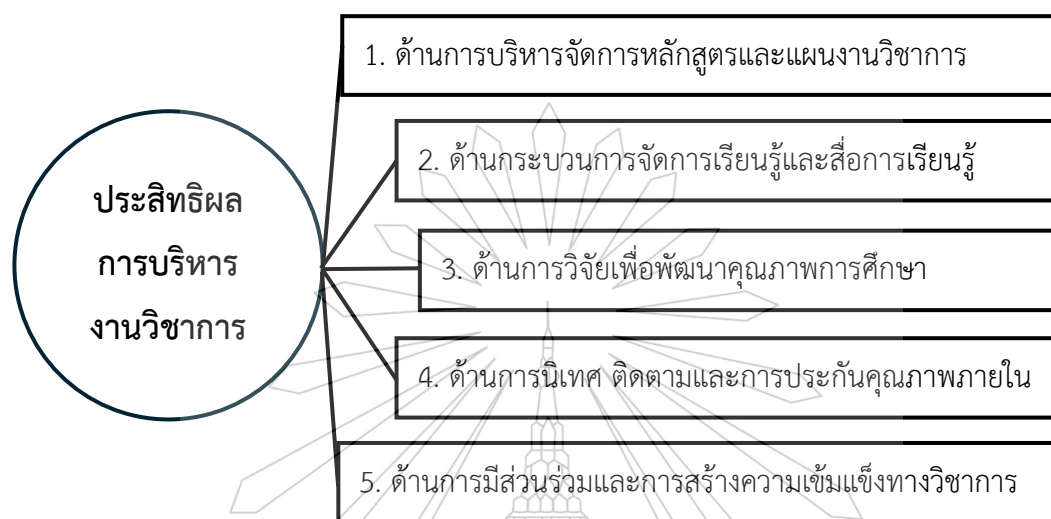 ประสิทธิผล
การบริหาร
งานวิชาการ
1. ด้านการบริหารจัดการหลักสูตรและแผนงานวิชาการ
2. ด้านกระบวนการจัดการเรียนรู้และสื่อการเรียนรู้
3. ด้านการวิจัยเพื่อพัฒนาคุณภาพการศึกษา
4. ด้านการนิเทศ ติดตามและการประกันคุณภาพภายใน
5. ด้านการมีส่วนร่วมและการสร้างความเข้มแข็งทางวิชาการ